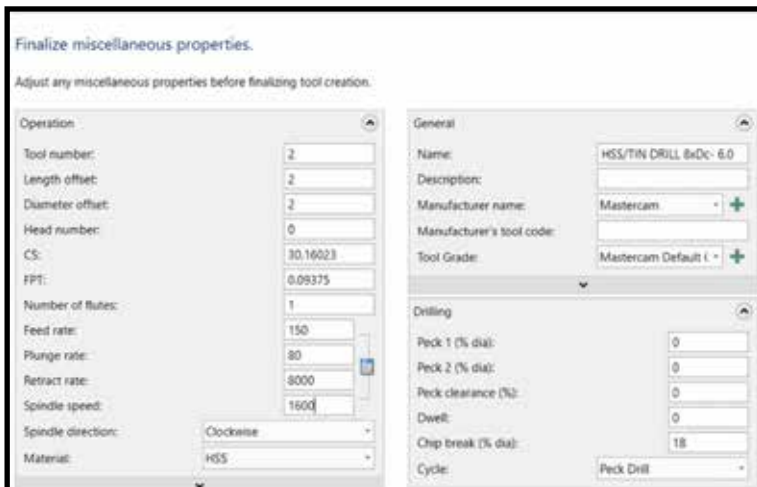 Finalize miscellaneous properties.
Adjust any miscellaneous properties before finalizing tool creation.
Operation
Tool number: 2
Length offset: 2
Diameter offset: 2
Head number: 0
CS: 30.16023
FPT: 0.09375
Number of flutes: 1
Feed rate: 150
Plunge rate: 80
Retract rate: 8000
Spindle speed: 1600
Spindle direction: Clockwise
Material: HSS
General
Name: HSS/TIN DRILL 8xDc- 6.0
Description:
Manufacturer name: Mastercam
Manufacturer's tool code:
Tool Grade: Mastercam Default (
Drilling
Peck 1 (% dia): 0
Peck 2 (% dia): 0
Peck clearance (%): 0
Dwell: 0
Chip break (% dia): 18
Cycle: Peck Drill